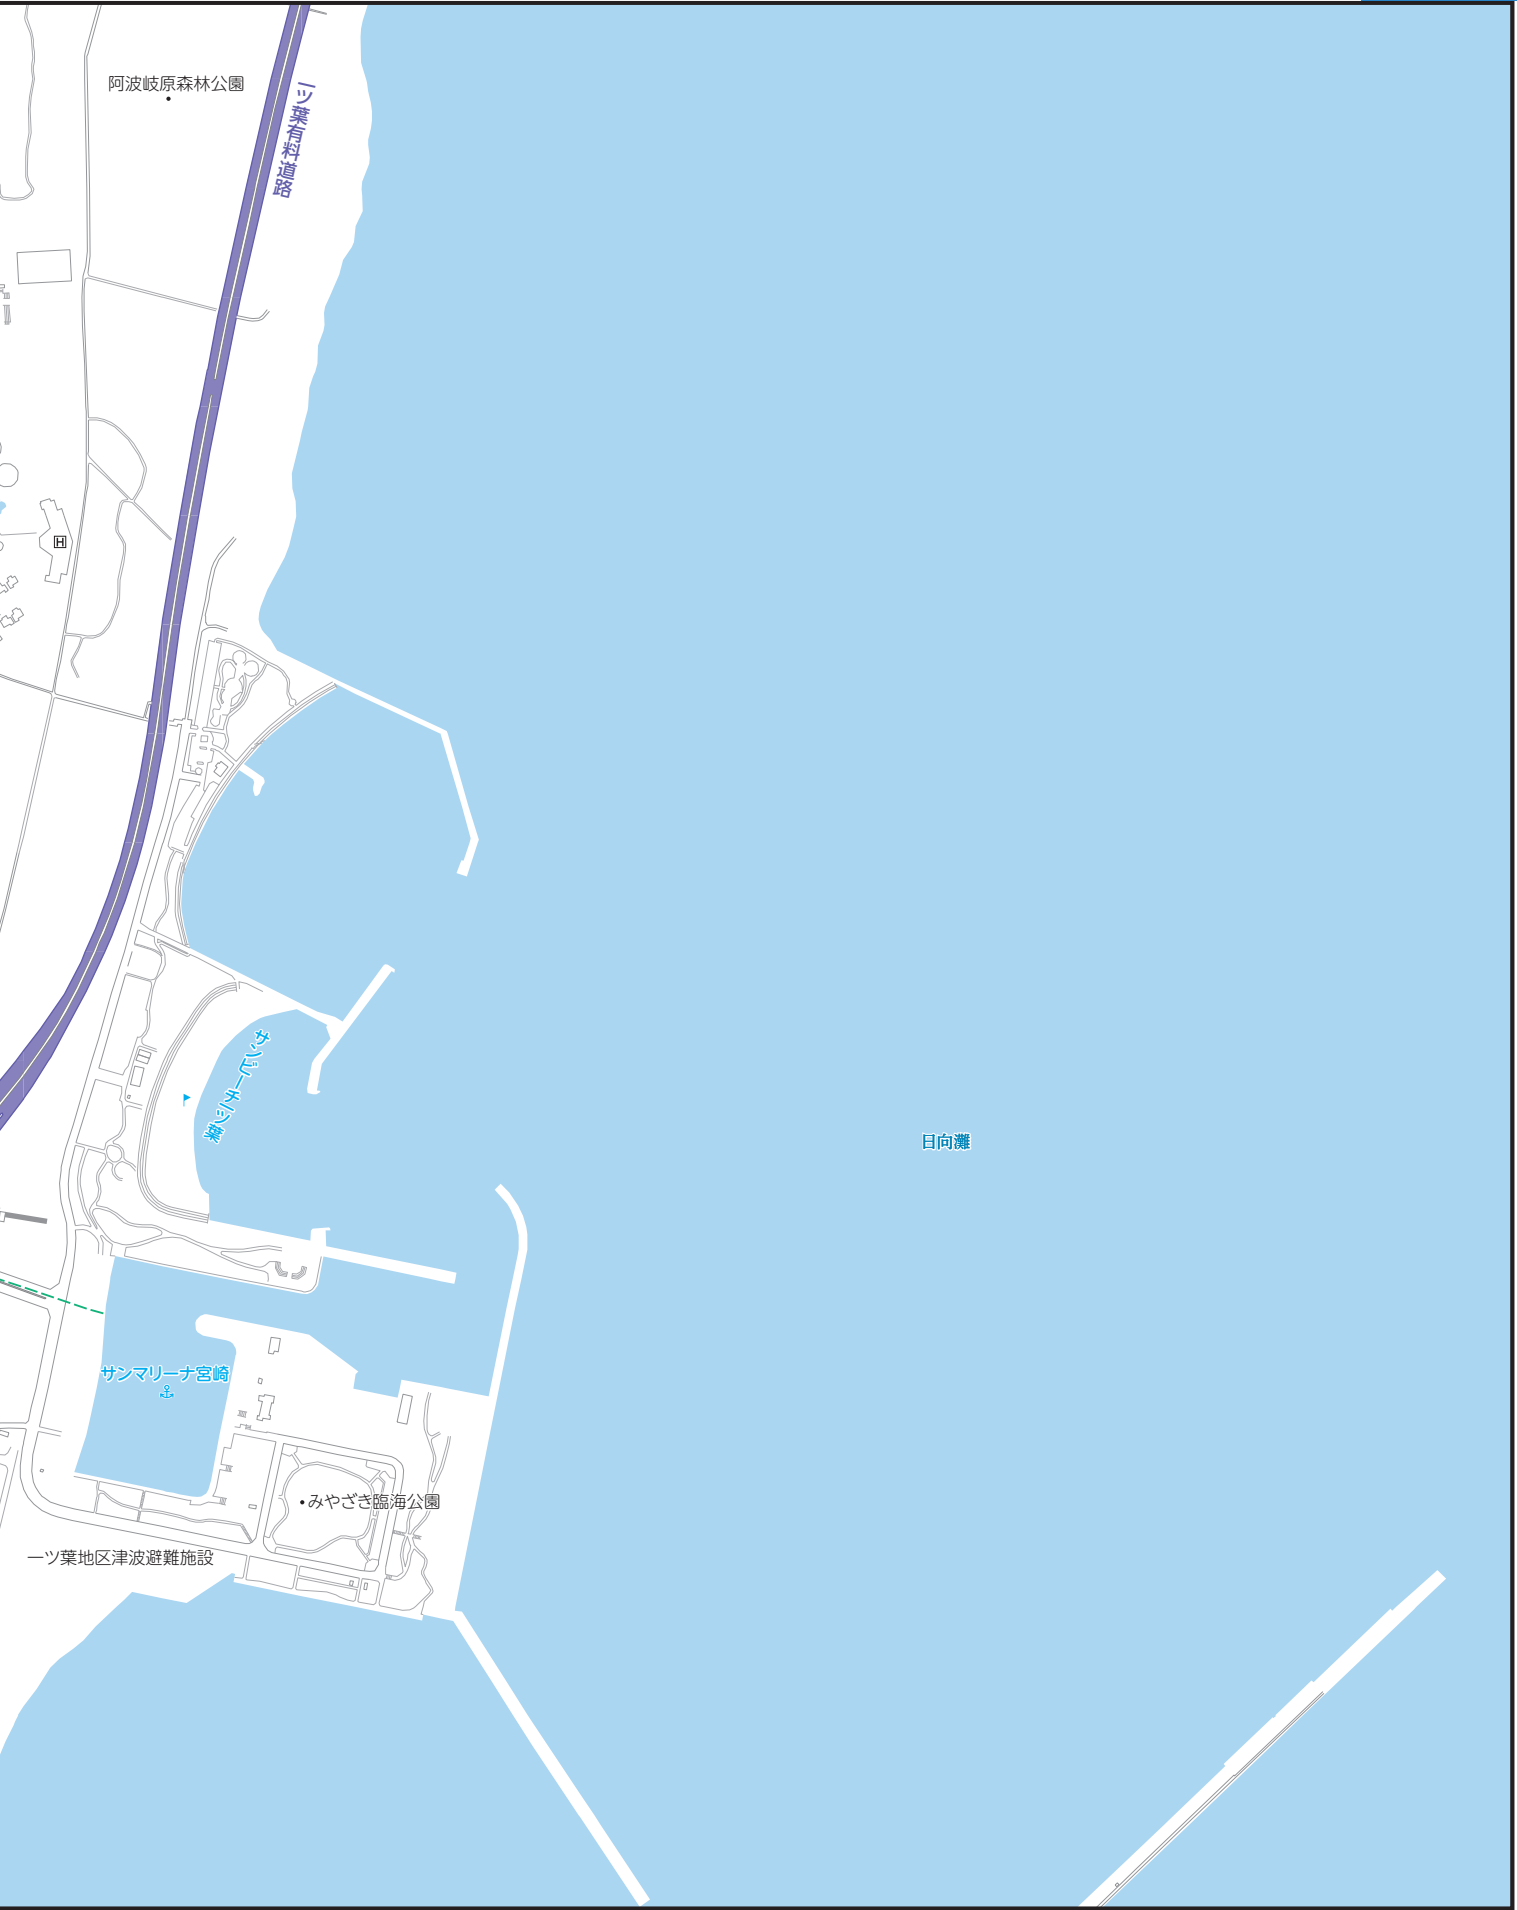 阿波岐原森林公園
一ツ葉有料道路
H
サンビーチ一ツ葉
日向灘
サンマリーナ宮崎
みやざき臨海公園
一ツ葉地区津波避難施設